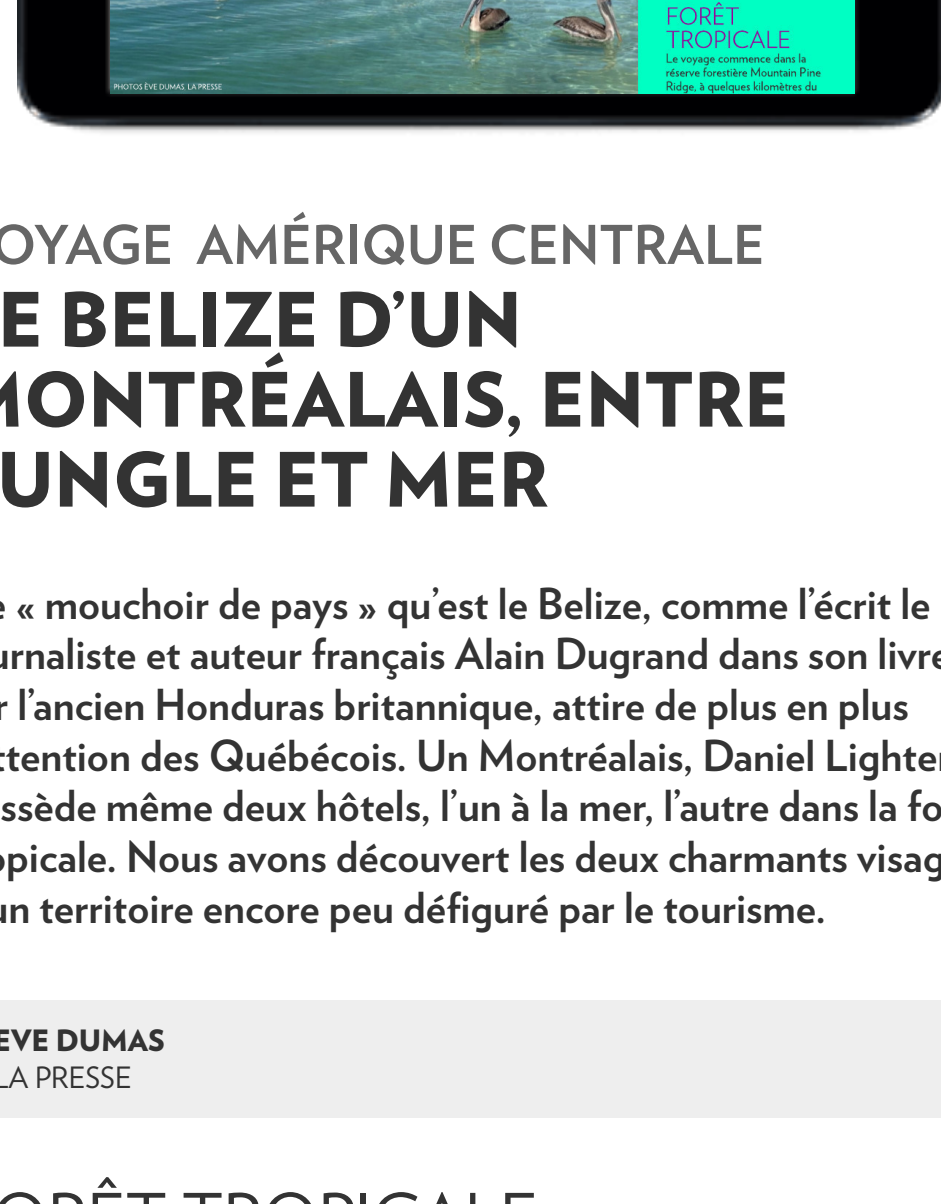 FORÊT
TROPICALE
Le voyage commence dans la
réserve forestière Mountain Pine
Ridge, à quelques kilomètres du
PHOTOS ÈVE DUMAS, LA PRESSE
OYAGE AMÉRIQUE CENTRALE
E BELIZE D’UN
MONTRÉALAIS, ENTRE
UNGLE ET MER
e « mouchoir de pays » qu’est le Belize, comme l’écrit le
urnaliste et auteur français Alain Dugrand dans son livre
r l’ancien Honduras britannique, attire de plus en plus
ttention des Québécois. Un Montréalais, Daniel Lighter
ssède même deux hôtels, l’un à la mer, l’autre dans la fo
opicale. Nous avons découvert les deux charmants visag
un territoire encore peu défiguré par le tourisme.
EVE DUMAS
LA PRESSE
ORÊT TROPICALE